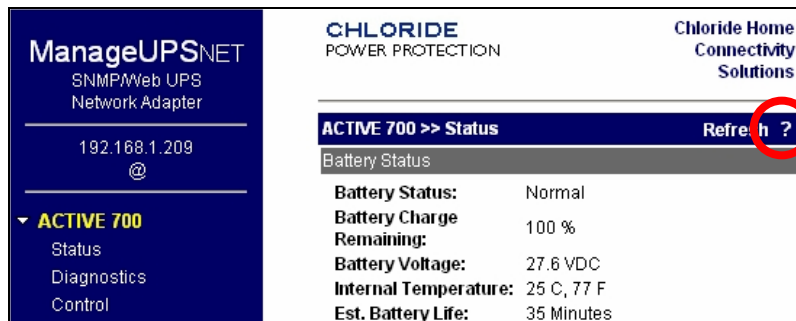 ManageUPSNET
SNMP/Web UPS
Network Adapter
192.168.1.209
@
ACTIVE 700
Status
Diagnostics
Control
CHLORIDE
POWER PROTECTION
Chloride Home
Connectivity
Solutions
ACTIVE 700 >> Status Refresh ?
Battery Status
Battery Status: Normal
Battery Charge
Remaining: 100 %
Battery Voltage: 27.6 VDC
Internal Temperature: 25 C, 77 F
Est. Battery Life: 35 Minutes